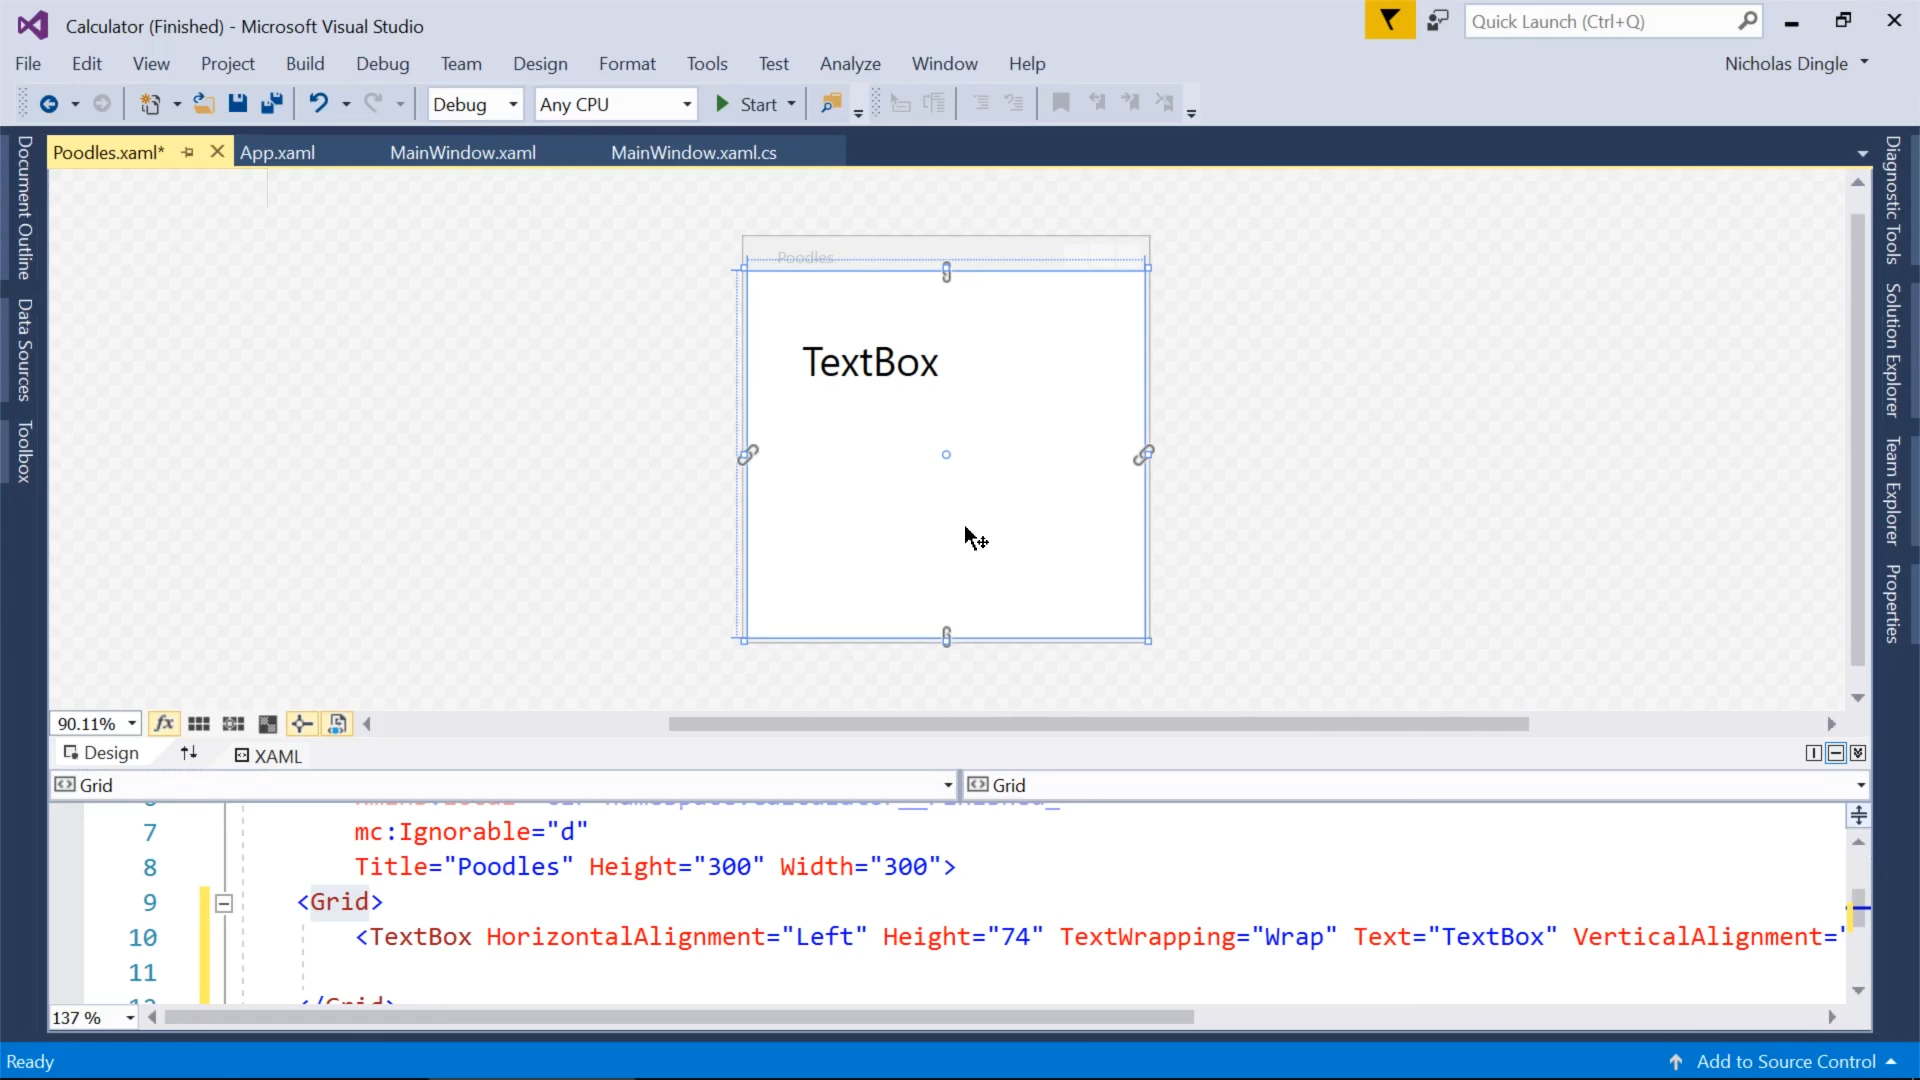 Calculator (Finished) - Microsoft Visual Studio
Quick Launch (Ctrl+Q)
File Edit View Project Build Debug Team Design Format Tools Test Analyze Window Help
Nicholas Dingle
Debug
Any CPU
Start
Poodles.xaml*
App.xaml
MainWindow.xaml
MainWindow.xaml.cs
Document Outline
Data Sources
Toolbox
Diagnostic Tools
Solution Explorer
Team Explorer
Properties
Poodles
TextBox
90.11%
fx
Design
XAML
Grid
Grid
7 mc:Ignorable="d"
8 Title="Poodles" Height="300" Width="300">
9 <Grid>
10 <TextBox HorizontalAlignment="Left" Height="74" TextWrapping="Wrap" Text="TextBox" VerticalAlignment="
11
12 </Grid>
137 %
Ready
Add to Source Control